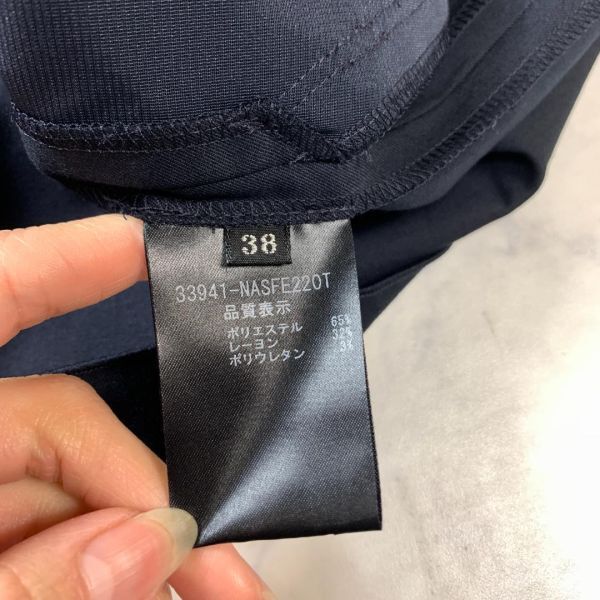 38
33941-NASFE220T
品質表示
ポリエステル 65%
レーヨン 32%
ポリウレタン 3%